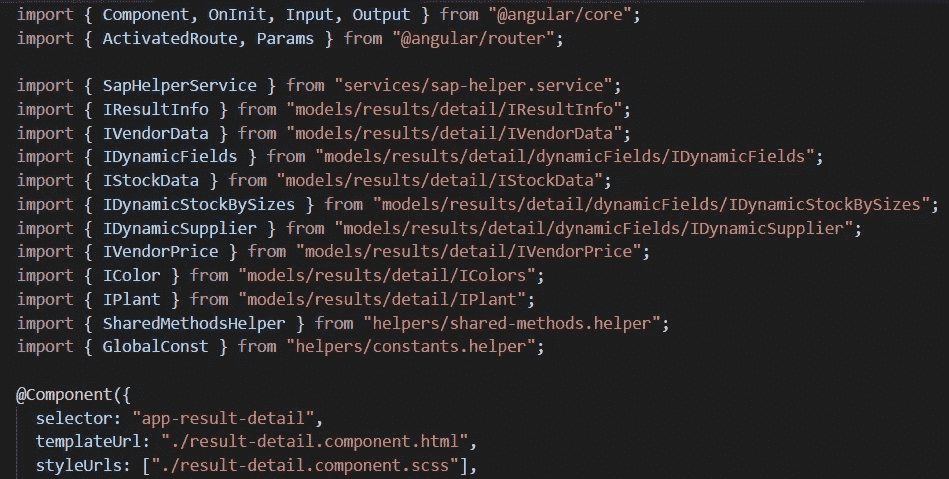 import { Component, OnInit, Input, Output } from "@angular/core";
import { ActivatedRoute, Params } from "@angular/router";
import { SapHelperService } from "services/sap-helper.service";
import { IResultInfo } from "models/results/detail/IResultInfo";
import { IVendorData } from "models/results/detail/IVendorData";
import { IDynamicFields } from "models/results/detail/dynamicFields/IDynamicFields";
import { IStockData } from "models/results/detail/IStockData";
import { IDynamicStockBySizes } from "models/results/detail/dynamicFields/IDynamicStockBySizes";
import { IDynamicSupplier } from "models/results/detail/dynamicFields/IDynamicSupplier";
import { IVendorPrice } from "models/results/detail/IVendorPrice";
import { IColor } from "models/results/detail/IColors";
import { IPlant } from "models/results/detail/IPlant";
import { SharedMethodsHelper } from "helpers/shared-methods.helper";
import { GlobalConst } from "helpers/constants.helper";
@Component({
selector: "app-result-detail",
templateUrl: "./result-detail.component.html",
styleUrls: ["./result-detail.component.scss"],